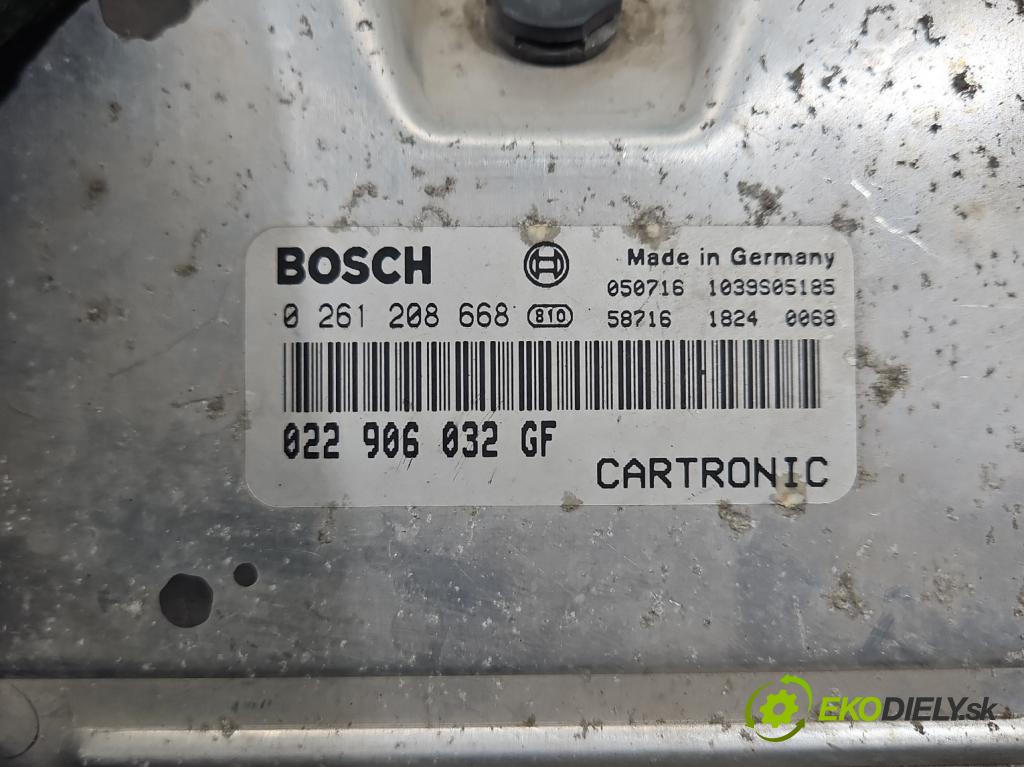 BOSCH
Made in Germany
050716 1039S05185
0 261 208 668 810
58716 1824 0068
022 906 032 GF
CARTRONIC
EKODIELY.sk